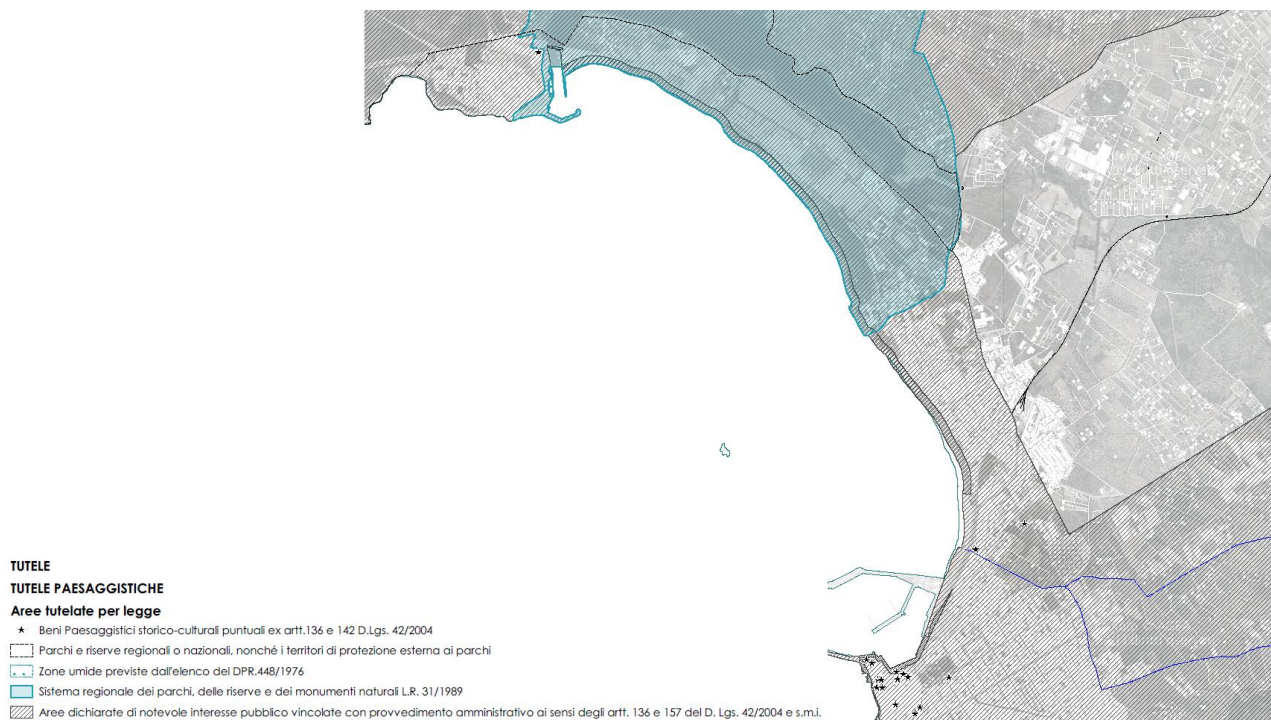 TUTELE
TUTELE PAESAGGISTICHE
Aree tutelate per legge
Beni Paesaggistici storico-culturali puntuali ex artt.136 e 142 D.Lgs. 42/2004
Parchi e riserve regionali o nazionali, nonché i territori di protezione esterna ai parchi
Zone umide previste dall'elenco del DPR.448/1976
Sistema regionale dei parchi, delle riserve e dei monumenti naturali L.R. 31/1989
Aree dichiarate di notevole interesse pubblico vincolate con provvedimento amministrativo ai sensi degli artt. 136 e 157 del D. Lgs. 42/2004 e s.m.i.